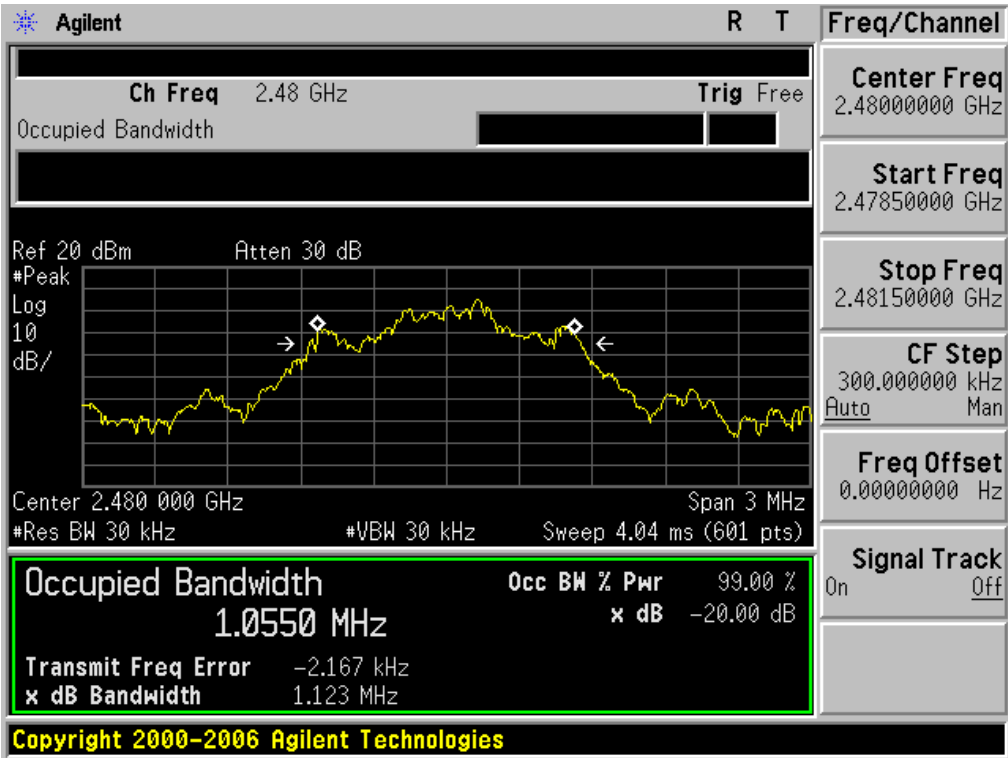 Agilent R T
Freq/Channel
Ch Freq 2.48 GHz Trig Free
Occupied Bandwidth
Center Freq
2.48000000 GHz
Start Freq
2.47850000 GHz
Stop Freq
2.48150000 GHz
CF Step
300.000000 kHz
Auto Man
Freq Offset
0.00000000 Hz
Signal Track
On Off
Ref 20 dBm Atten 30 dB
#Peak
Log
10
dB/
Center 2.480 000 GHz Span 3 MHz
#Res BW 30 kHz #VBW 30 kHz Sweep 4.04 ms (601 pts)
Occupied Bandwidth
1.0550 MHz
Occ BW % Pwr 99.00 %
x dB -20.00 dB
Transmit Freq Error -2.167 kHz
x dB Bandwidth 1.123 MHz
Copyright 2000-2006 Agilent Technologies